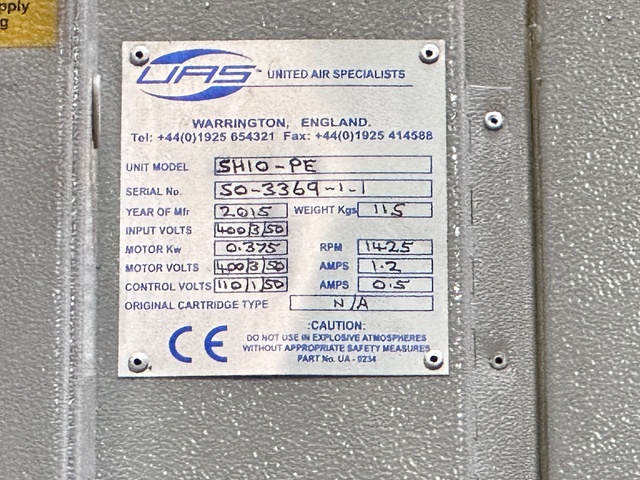 pply
g
UAS™ UNITED AIR SPECIALISTS
WARRINGTON, ENGLAND.
Tel: +44(0)1925 654321 Fax: +44(0)1925 414588
UNIT MODEL SH10-PE
SERIAL No. SO-3369-1-1
YEAR OF Mfr 2015 WEIGHT Kgs 115
INPUT VOLTS 400/3/50
MOTOR Kw 0.375 RPM 1425
MOTOR VOLTS 400/3/50 AMPS 1.2
CONTROL VOLTS 110/1/50 AMPS 0.5
ORIGINAL CARTRIDGE TYPE N/A
:CAUTION:
CE DO NOT USE IN EXPLOSIVE ATMOSPHERES
WITHOUT APPROPRIATE SAFETY MEASURES
PART No. UA - 0234